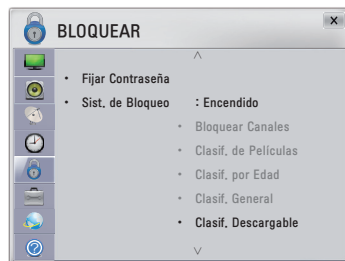 BLOQUEAR
X
• Fijar Contraseña
• Sist. de Bloqueo : Encendido
• Bloquear Canales
• Clasif. de Películas
• Clasif. por Edad
• Clasif. General
• Clasif. Descargable